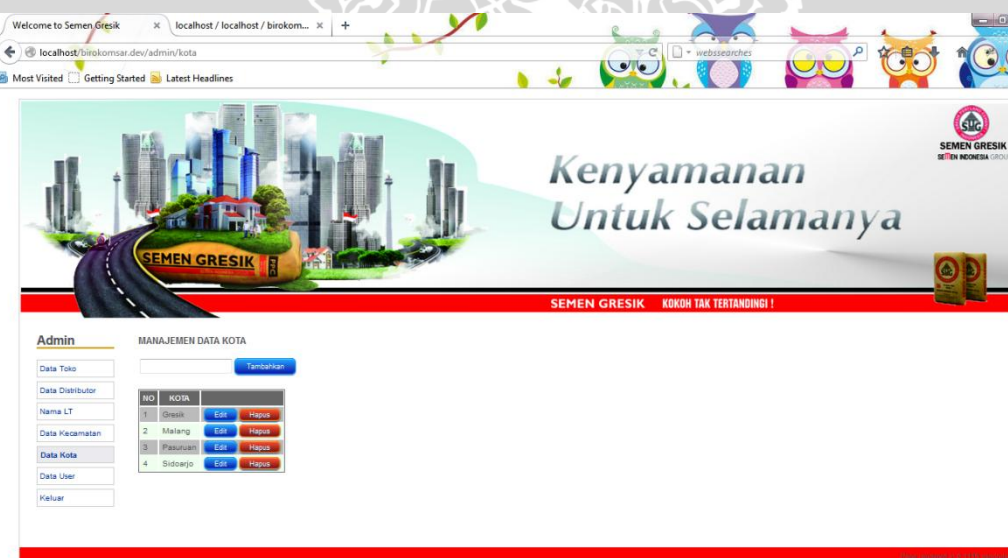 Welcome to Semen Gresik
localhost / localhost / birokom...
localhost/birokomsar.dev/admin/kota
webssearches
Most Visited
Getting Started
Latest Headlines
Kenyamanan
Untuk Selamanya
SEMEN GRESIK
SEMEN INDONESIA GROU
SEMEN GRESIK
PPC
SEMEN GRESIK KOKOH TAK TERTANDINGI !
Admin
Data Toko
Data Distributor
Nama LT
Data Kecamatan
Data Kota
Data User
Keluar
MANAJEMEN DATA KOTA
Tambahkan
NO KOTA
1 Gresik Edit Hapus
2 Malang Edit Hapus
3 Pasuruan Edit Hapus
4 Sidoarjo Edit Hapus